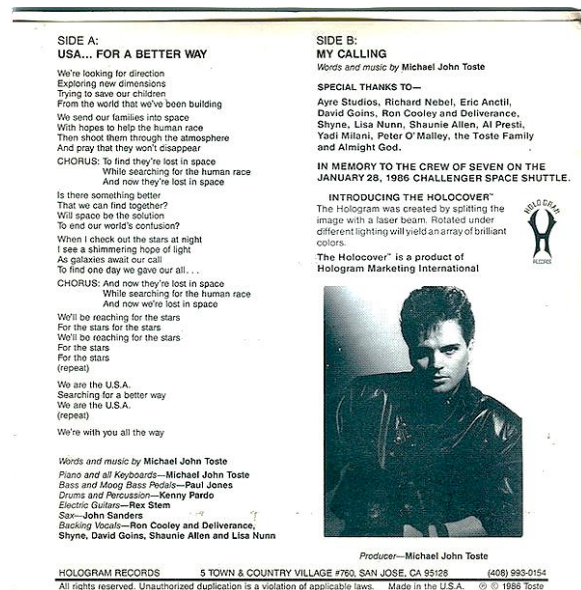 SIDE A:
USA... FOR A BETTER WAY
We're looking for direction
Exploring new dimensions
Trying to save our children
From the world that we've been building
We send our families into space
With hopes to help the human race
Then shoot them through the atmosphere
And pray that they won't disappear
CHORUS: To find they're lost in space
While searching for the human race
And now they're lost in space
Is there something better
That we can find together?
Will space be the solution
To end our world's confusion?
When I check out the stars at night
I see a shimmering hope of light
As galaxies await our call
To find one day we gave our all...
CHORUS: And now they're lost in space
While searching for the human race
And now we're lost in space
We'll be reaching for the stars
For the stars for the stars
We'll be reaching for the stars
For the stars
For the stars
(repeat)
We are the U.S.A.
Searching for a better way
We are the U.S.A.
(repeat)
We're with you all the way
Words and music by Michael John Toste
Piano and all Keyboards—Michael John Toste
Bass and Moog Bass Pedals—Paul Jones
Drums and Percussion—Kenny Pardo
Electric Guitars—Rex Stem
Sax—John Sanders
Backing Vocals—Ron Cooley and Deliverance,
Shyne, David Goins, Shaunie Allen and Lisa Nunn
SIDE B:
MY CALLING
Words and music by Michael John Toste
SPECIAL THANKS TO—
Ayre Studios, Richard Nebel, Eric Anctil,
David Goins, Ron Cooley and Deliverance,
Shyne, Lisa Nunn, Shaunie Allen, Al Presti,
Yadi Milani, Peter O'Malley, the Toste Family
and Almight God.
IN MEMORY TO THE CREW OF SEVEN ON THE
JANUARY 28, 1986 CHALLENGER SPACE SHUTTLE.
INTRODUCING THE HOLOCOVER™
The Hologram was created by splitting the
image with a laser beam. Rotated under
different lighting will yield an array of brilliant
colors.
The Holocover™ is a product of
Hologram Marketing International
HOLOGRAM
RECORDS
Producer—Michael John Toste
HOLOGRAM RECORDS 5 TOWN & COUNTRY VILLAGE #760, SAN JOSE, CA 95128 (408) 993-0154
All rights reserved. Unauthorized duplication is a violation of applicable laws. Made in the U.S.A. ℗ © 1986 Toste